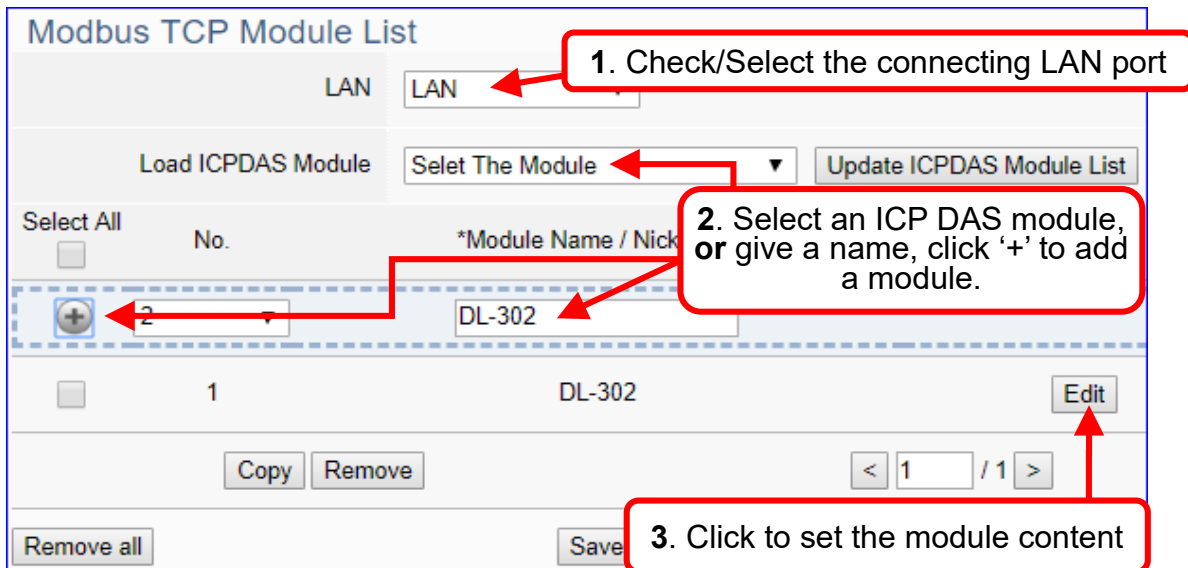 Modbus TCP Module List
1. Check/Select the connecting LAN port
LAN LAN
Load ICPDAS Module Selet The Module ▼ Update ICPDAS Module List
Select All No. *Module Name / Nick
2. Select an ICP DAS module,
or give a name, click ‘+’ to add
a module.
+ 2 ▼ DL-302
1 DL-302 Edit
Copy Remove < 1 / 1 >
Remove all Save
3. Click to set the module content